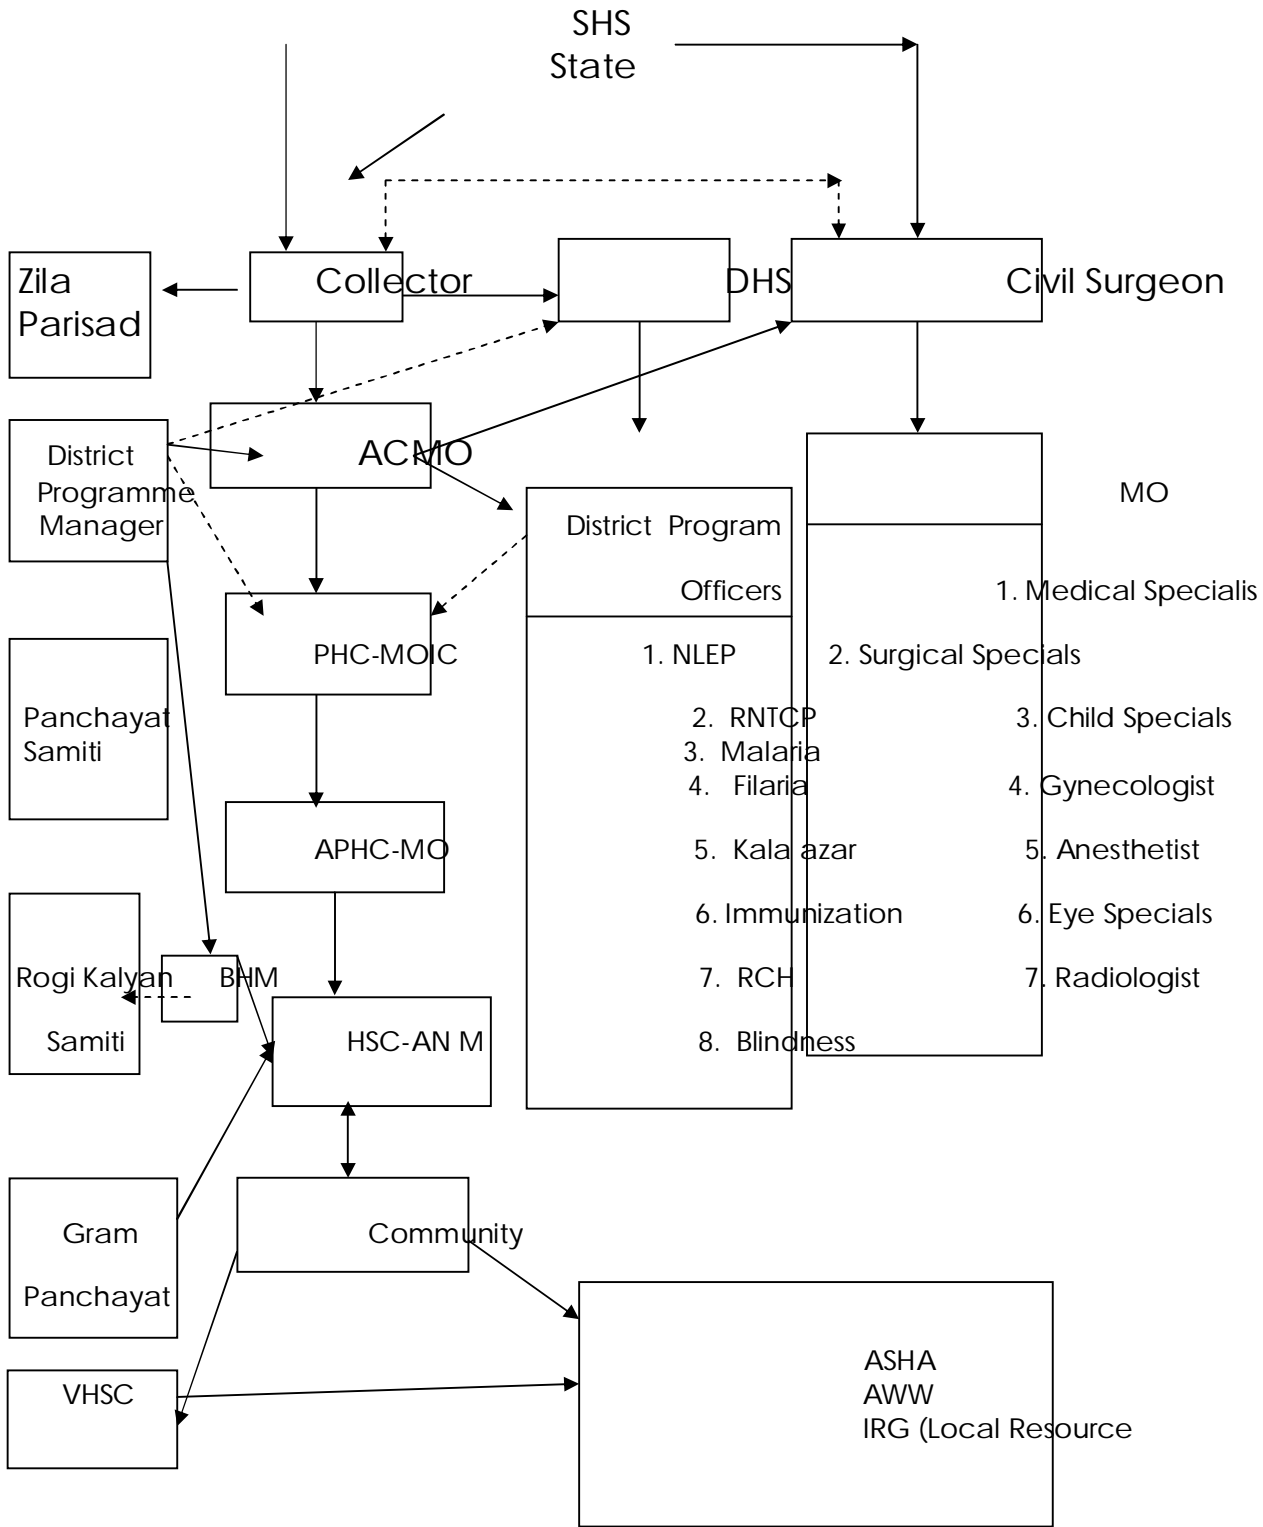 SHS
State
Zila
Parisad
Collector
DHS
Civil Surgeon
District
Programme
Manager
ACMO
District Program
Officers
MO
1. Medical Specialis
PHC-MOIC
1. NLEP
2. Surgical Specials
Panchayat
Samiti
2. RNTCP
3. Child Specials
3. Malaria
4. Filaria
4. Gynecologist
APHC-MO
5. Kala azar
5. Anesthetist
6. Immunization
6. Eye Specials
Rogi Kalyan
Samiti
BHM
7. RCH
7. Radiologist
HSC-AN M
8. Blindness
Gram
Panchayat
Community
VHSC
ASHA
AWW
IRG (Local Resource